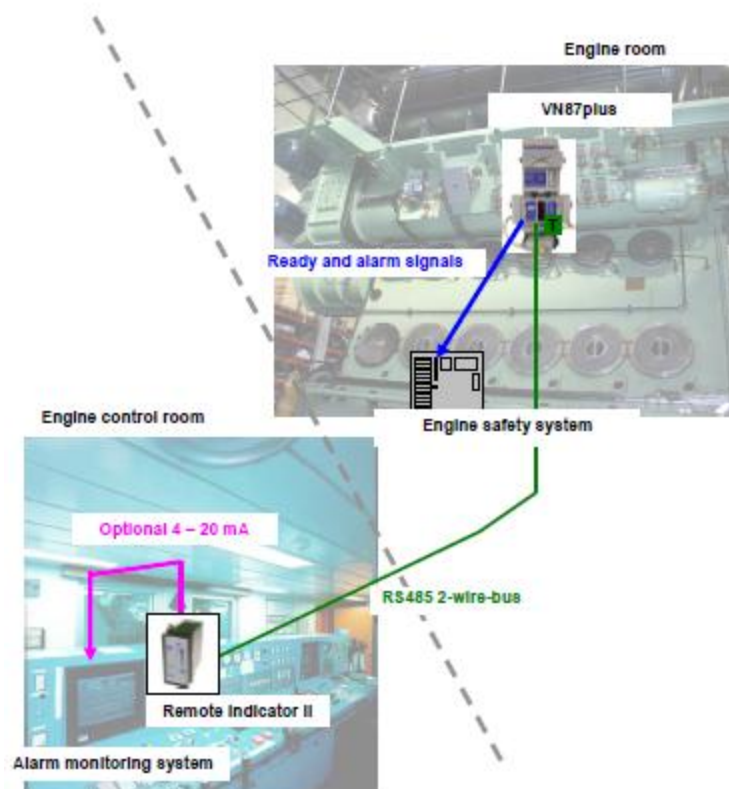 Engine room
VN87plus
T
Ready and alarm signals
Engine control room
Engine safety system
Optional 4 – 20 mA
RS485 2-wire-bus
Remote Indicator II
Alarm monitoring system